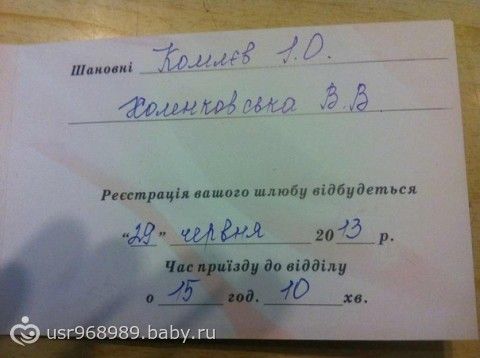 Шановні Комлєв І.О.
Холенковська В.В.
Реєстрація вашого шлюбу відбудеться
"29" червня 2013 р.
Час приїзду до відділу
о 15 год. 10 хв.
usr968989.baby.ru